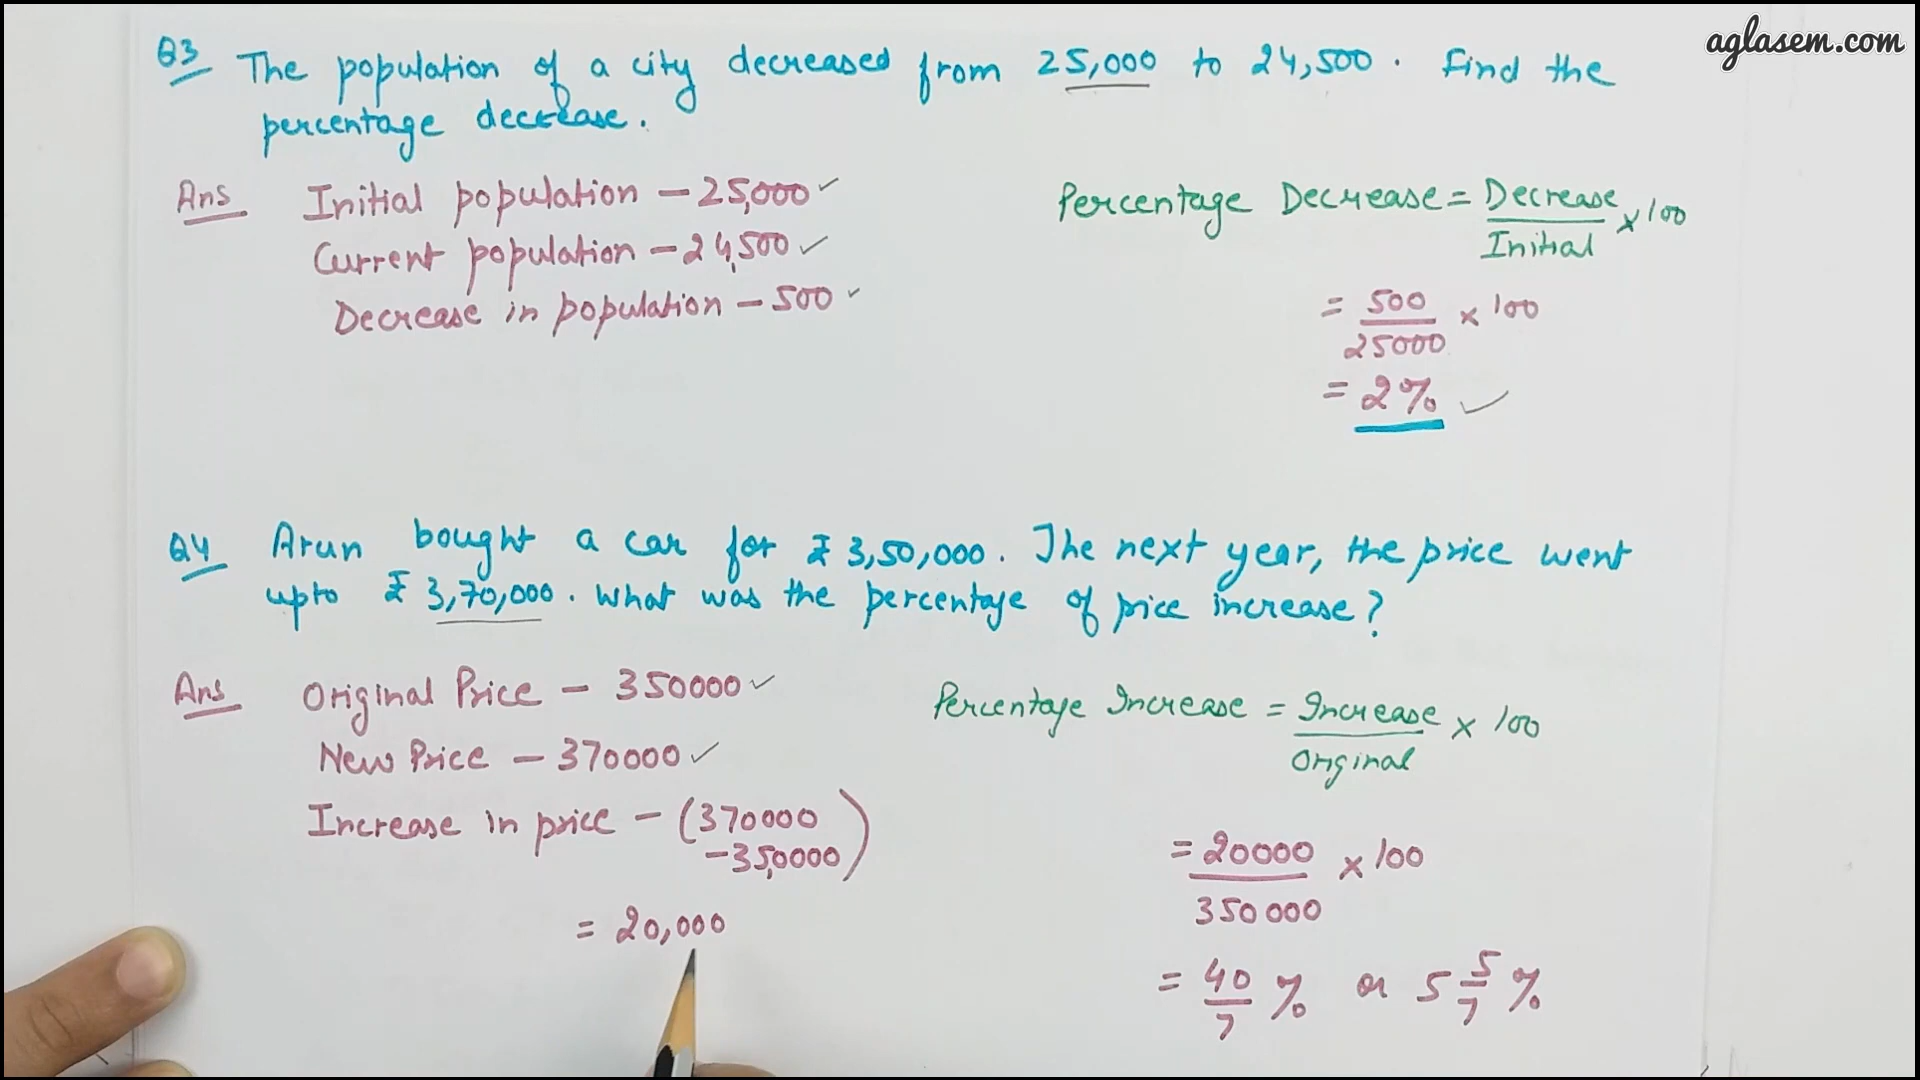 aglasem.com
Q3 The population of a city decreased from 25,000 to 24,500. Find the
percentage decrease.
Ans Initial population – 25,000 ✓
Current population – 24,500 ✓
Decrease in population – 500 ✓
Percentage Decrease = Decrease/Initial × 100
= 500/25000 × 100
= 2% ✓
Q4 Arun bought a car for ₹ 3,50,000. The next year, the price went
upto ₹ 3,70,000. What was the percentage of price increase?
Ans Original Price – 350000 ✓
New Price – 370000 ✓
Increase in price – (370000
–35,0000)
= 20,000
Percentage Increase = Increase/Original × 100
= 20000/350000 × 100
= 40/7 % or 5 5/7 %